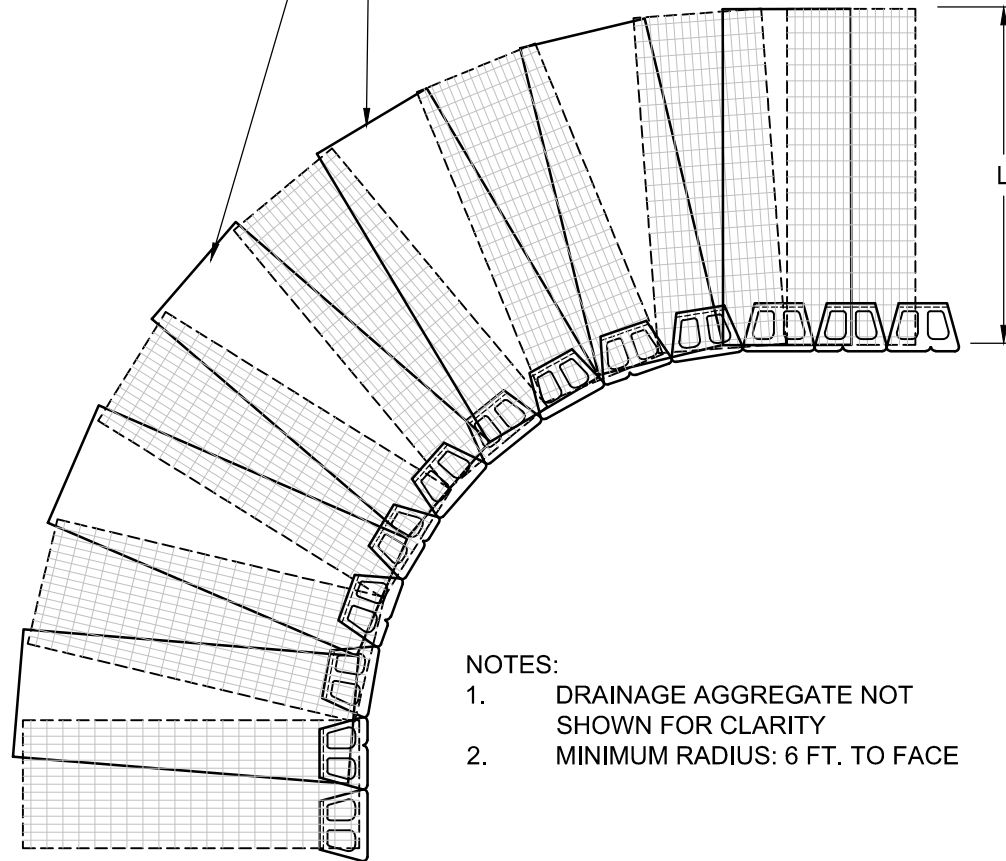 L
NOTES:
1. DRAINAGE AGGREGATE NOT
SHOWN FOR CLARITY
2. MINIMUM RADIUS: 6 FT. TO FACE